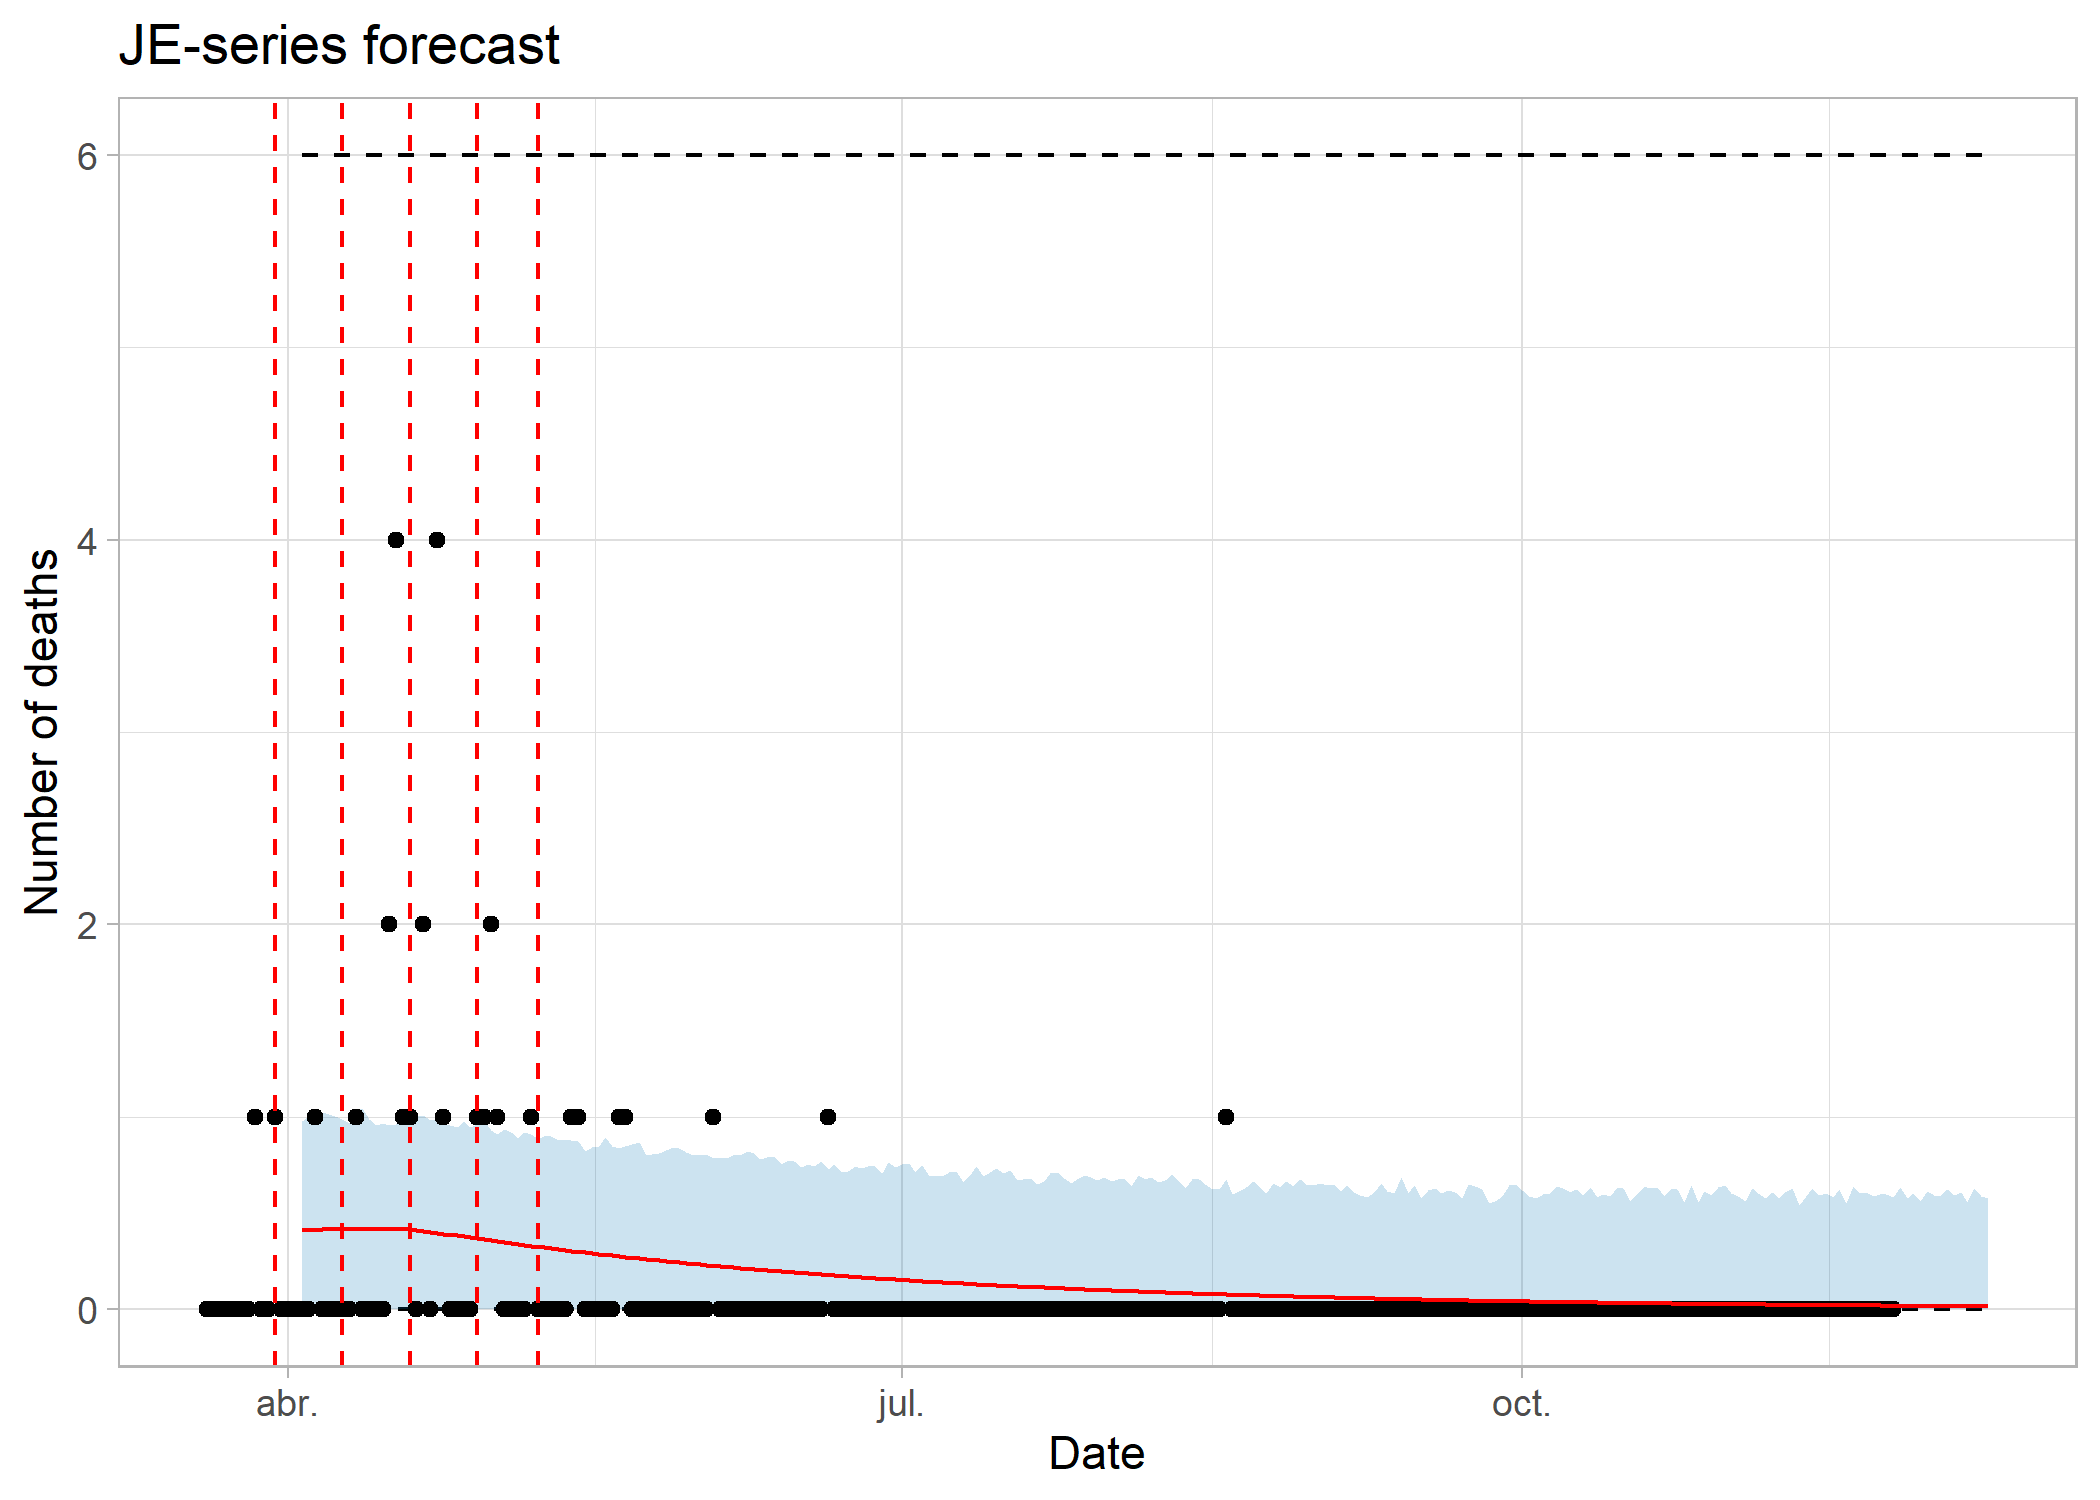 JE-series forecast
6
4
2
0
Number of deaths
abr.
jul.
oct.
Date